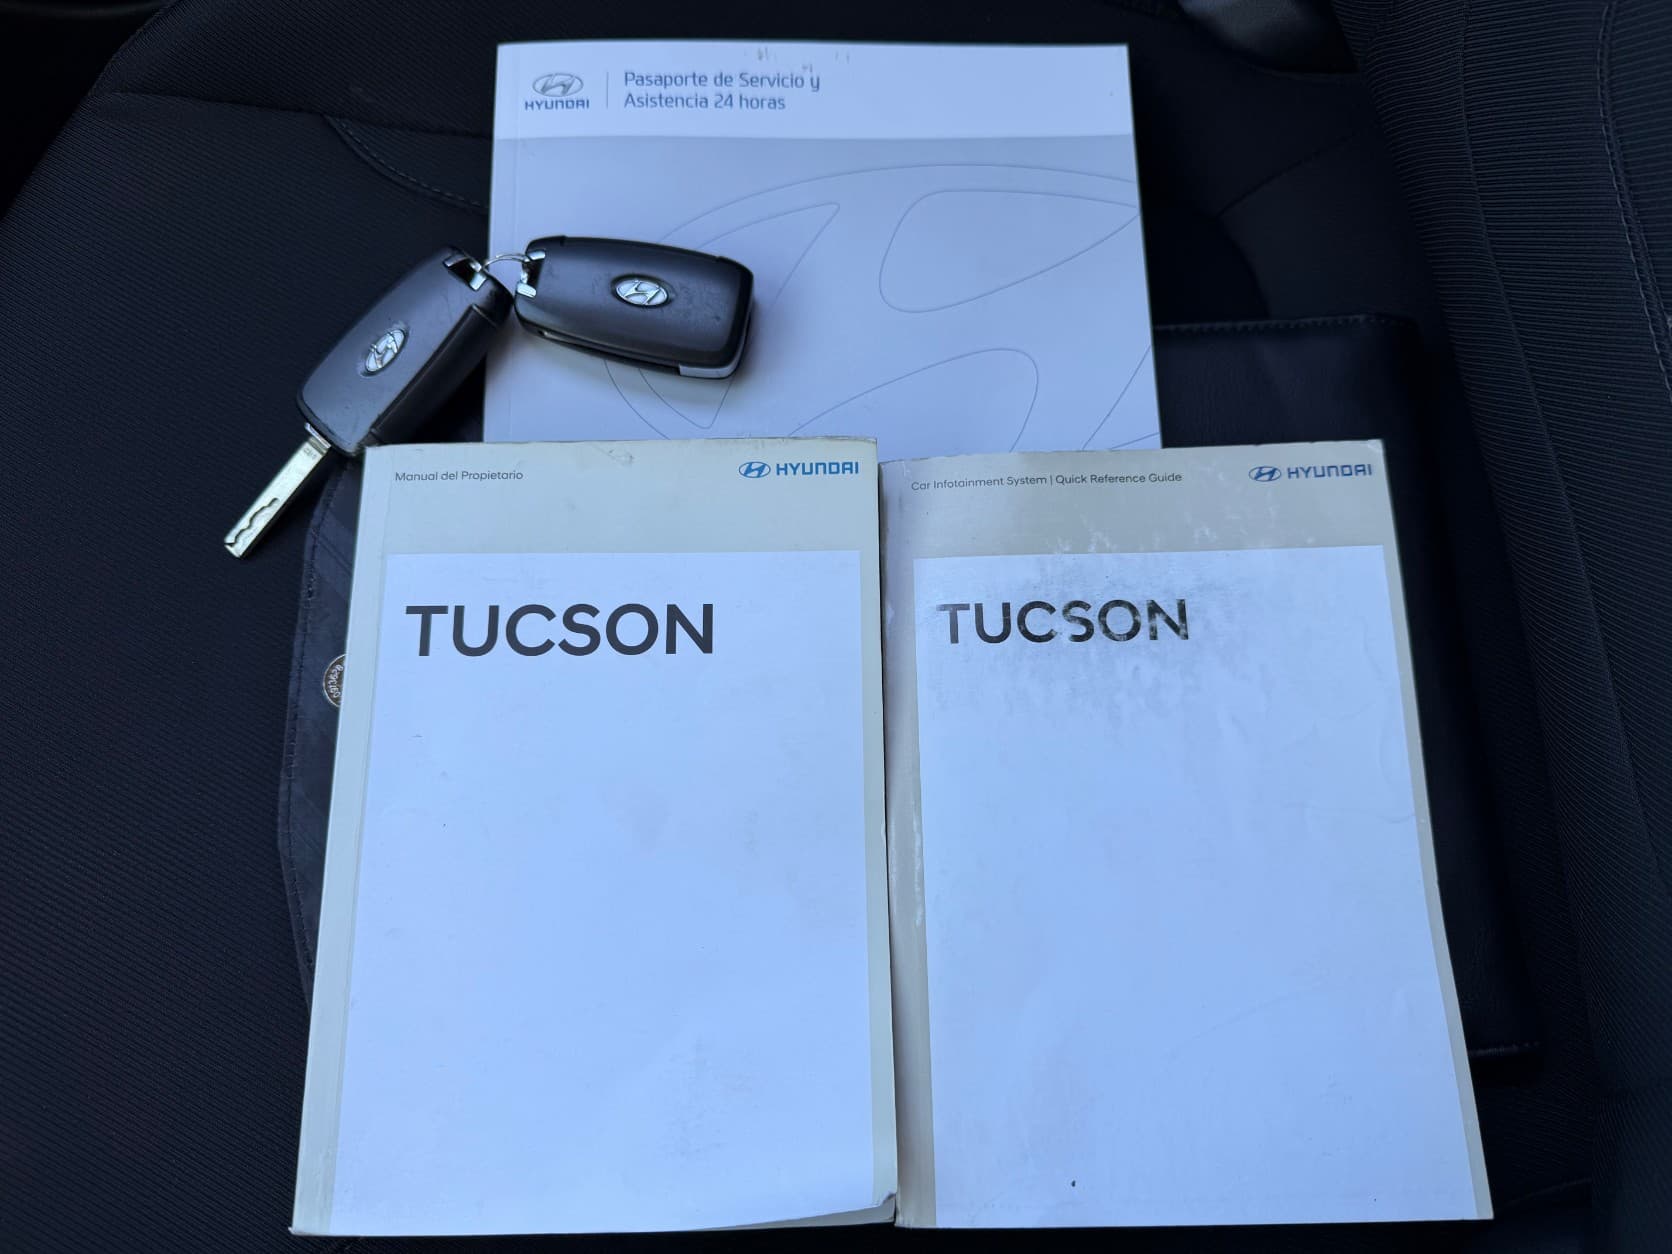 HYUNDAI
Pasaporte de Servicio y
Asistencia 24 horas
Manual del Propietario
HYUNDAI
TUCSON
Car Infotainment System | Quick Reference Guide
HYUNDAI
TUCSON